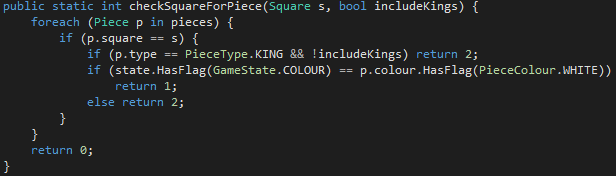 public static int checkSquareForPiece(Square s, bool includeKings) {
    foreach (Piece p in pieces) {
        if (p.square == s) {
            if (p.type == PieceType.KING && !includeKings) return 2;
            if (state.HasFlag(GameState.COLOUR) == p.colour.HasFlag(PieceColour.WHITE))
                return 1;
            else return 2;
        }
    }
    return 0;
}